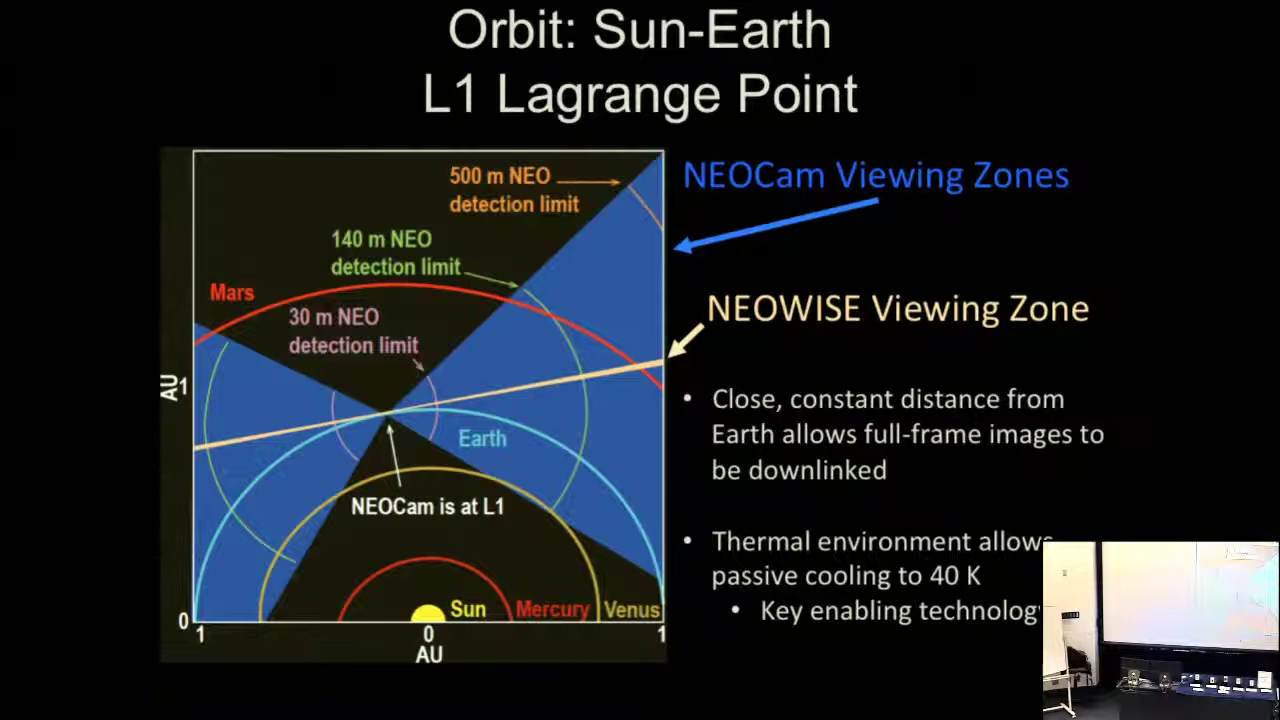 Orbit: Sun-Earth
L1 Lagrange Point
500 m NEO
detection limit
140 m NEO
detection limit
Mars
30 m NEO
detection limit
AU
1
Earth
NEOCam is at L1
Sun
Mercury
Venus
0
1
0
1
AU
NEOCam Viewing Zones
NEOWISE Viewing Zone
• Close, constant distance from
Earth allows full-frame images to
be downlinked
• Thermal environment allows
passive cooling to 40 K
• Key enabling technolog